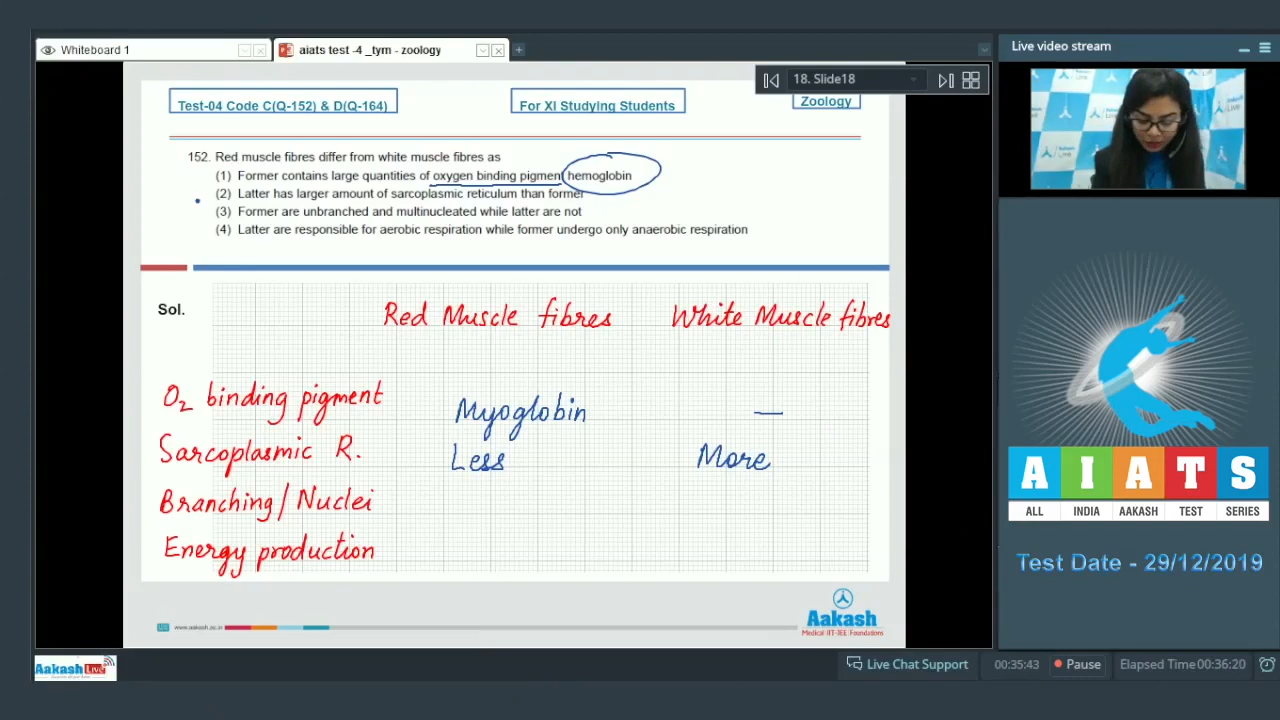 Whiteboard 1
aiats test -4 _tym - zoology
Live video stream
18. Slide18
Test-04 Code C(Q-152) & D(Q-164)
For XI Studying Students
Zoology
152. Red muscle fibres differ from white muscle fibres as
(1) Former contains large quantities of oxygen binding pigment hemoglobin
(2) Latter has larger amount of sarcoplasmic reticulum than former
(3) Former are unbranched and multinucleated while latter are not
(4) Latter are responsible for aerobic respiration while former undergo only anaerobic respiration
Sol.
Red Muscle fibres
White Muscle fibres
O2 binding pigment
Myoglobin
—
Sarcoplasmic R.
Less
More
Branching/Nuclei
Energy production
AIATS
ALL INDIA AAKASH TEST SERIES
Test Date - 29/12/2019
www.aakash.ac.in
Aakash
Medical|IIT-JEE|Foundations
Aakash Live
Live Chat Support
00:35:43
Pause
Elapsed Time 00:36:20